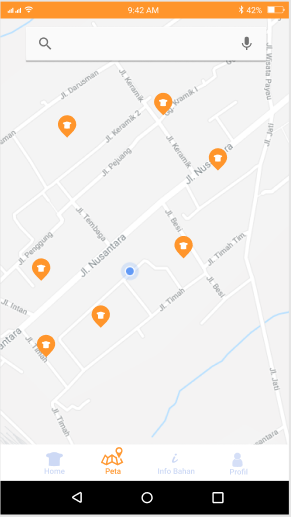 9:42 AM
42%
Jl. Wisata Payau
Jl. Darusman
Jl. Keramik
Jl. Keramik 1
Jl. Keramik 2
Jl. Keramik
Jl. Jati
Jl. Pejuang
Jl. Nusantara
Jl. Tembaga
Jl. Besi
Jl. Penggung
Jl. Nusantara
Jl. Timah Tim.
Jl. Besi
Jl. Timah
Jl. Intan
Jl. Timah
Jl. Jati
Jl. Timah
Home
Peta
Info Bahan
Profil